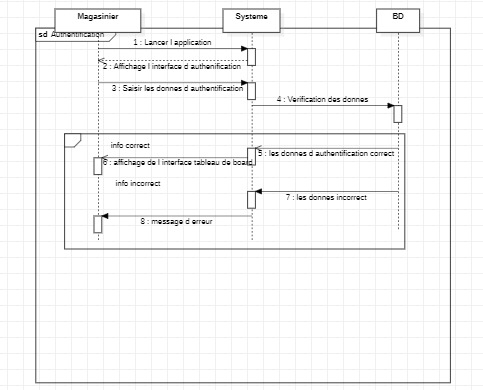 Magasinier
Systeme
BD
sd Authentification
1 : Lancer l application
2 : Affichage l interface d authenification
3 : Saisir les donnes d authentification
4 : Verification des donnes
info correct
5 : les donnes d authentification correct
6 : affichage de l interface tableau de board
info incorrect
7 : les donnes incorrect
8 : message d erreur